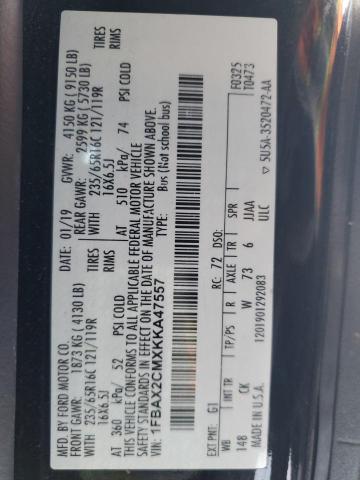 MFD. BY FORD MOTOR CO.
01/19 GVWR: 4150 KG ( 9150 LB)
FRONT GAWR: 1873 KG ( 4130 LB) REAR GAWR: 2599 KG ( 5730 LB)
235/65R16C 121/119R WITH 235/65R16C 121/119R TIRES
16X6.5J 16X6.5J RIMS
AT 360 kPa/ 52 PSI COLD AT 510 kPa/ 74 PSI COLD
THIS VEHICLE CONFORMS TO ALL APPLICABLE FEDERAL MOTOR VEHICLE
SAFETY STANDARDS IN EFFECT ON THE DATE OF MANUFACTURE SHOWN ABOVE.
VIN: 1FBAX2CMXKKA47557 TYPE: Bus (Not school bus)
F0325
T0473
EXT PNT: G1 RC: 72 DSO:
WB INT TR TP/PS R AXLE TR SPR
148 CK W 73 6 JJAA
MADE IN U.S.A. ULC
1201901292083
▽ SU5A-3520472-AA